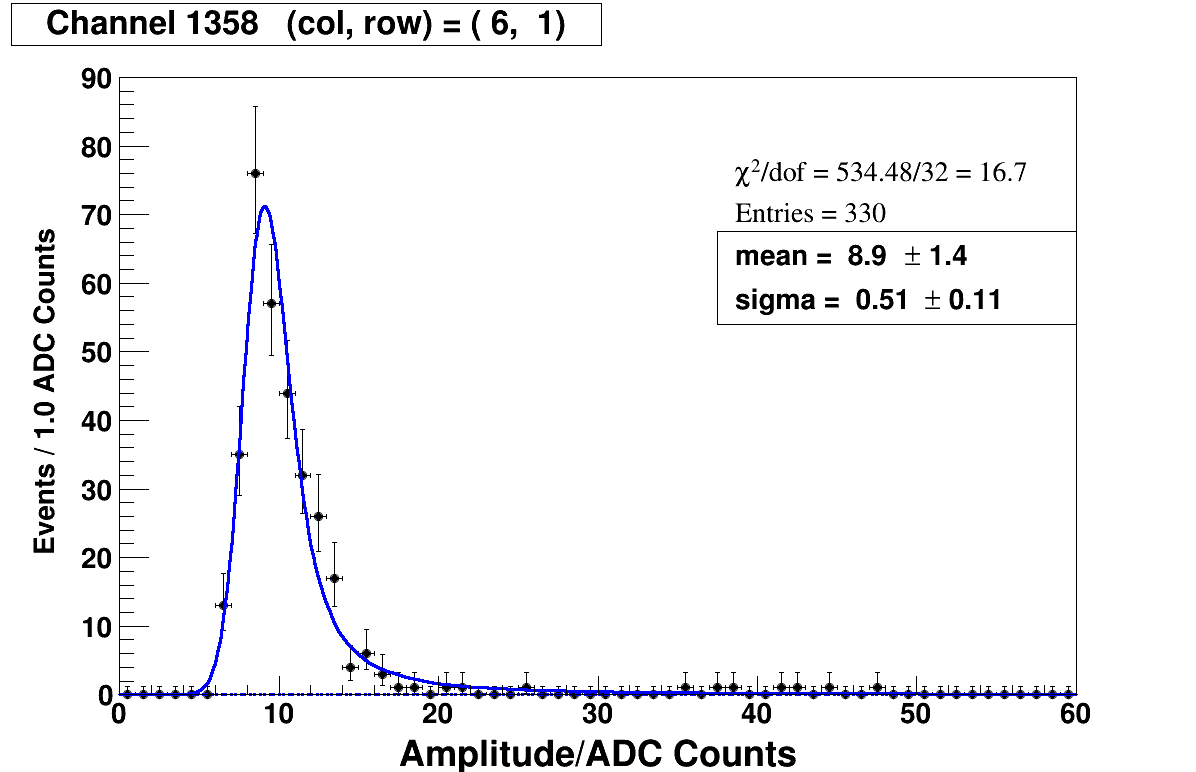 Channel 1358 (col, row) = ( 6, 1)
χ²/dof = 534.48/32 = 16.7
Entries = 330
mean = 8.9 ± 1.4
sigma = 0.51 ± 0.11
Events / 1.0 ADC Counts
90
80
70
60
50
40
30
20
10
0
0 10 20 30 40 50 60
Amplitude/ADC Counts